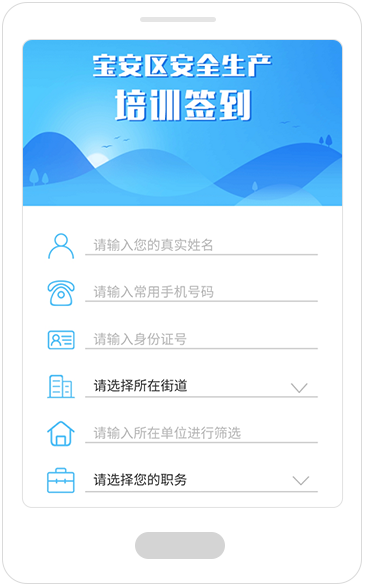 宝安区安全生产
培训签到
请输入您的真实姓名
请输入常用手机号码
请输入身份证号
请选择所在街道
请输入所在单位进行筛选
请选择您的职务